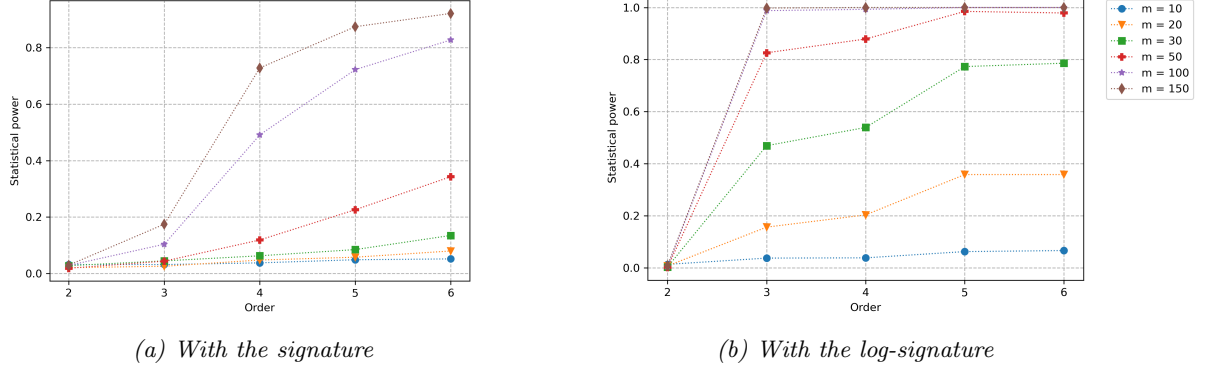 0.8
0.6
0.4
0.2
0.0
Statistical power
2 3 4 5 6
Order
(a) With the signature
1.0
0.8
0.6
0.4
0.2
0.0
Statistical power
2 3 4 5 6
Order
(b) With the log-signature
m = 10
m = 20
m = 30
m = 50
m = 100
m = 150